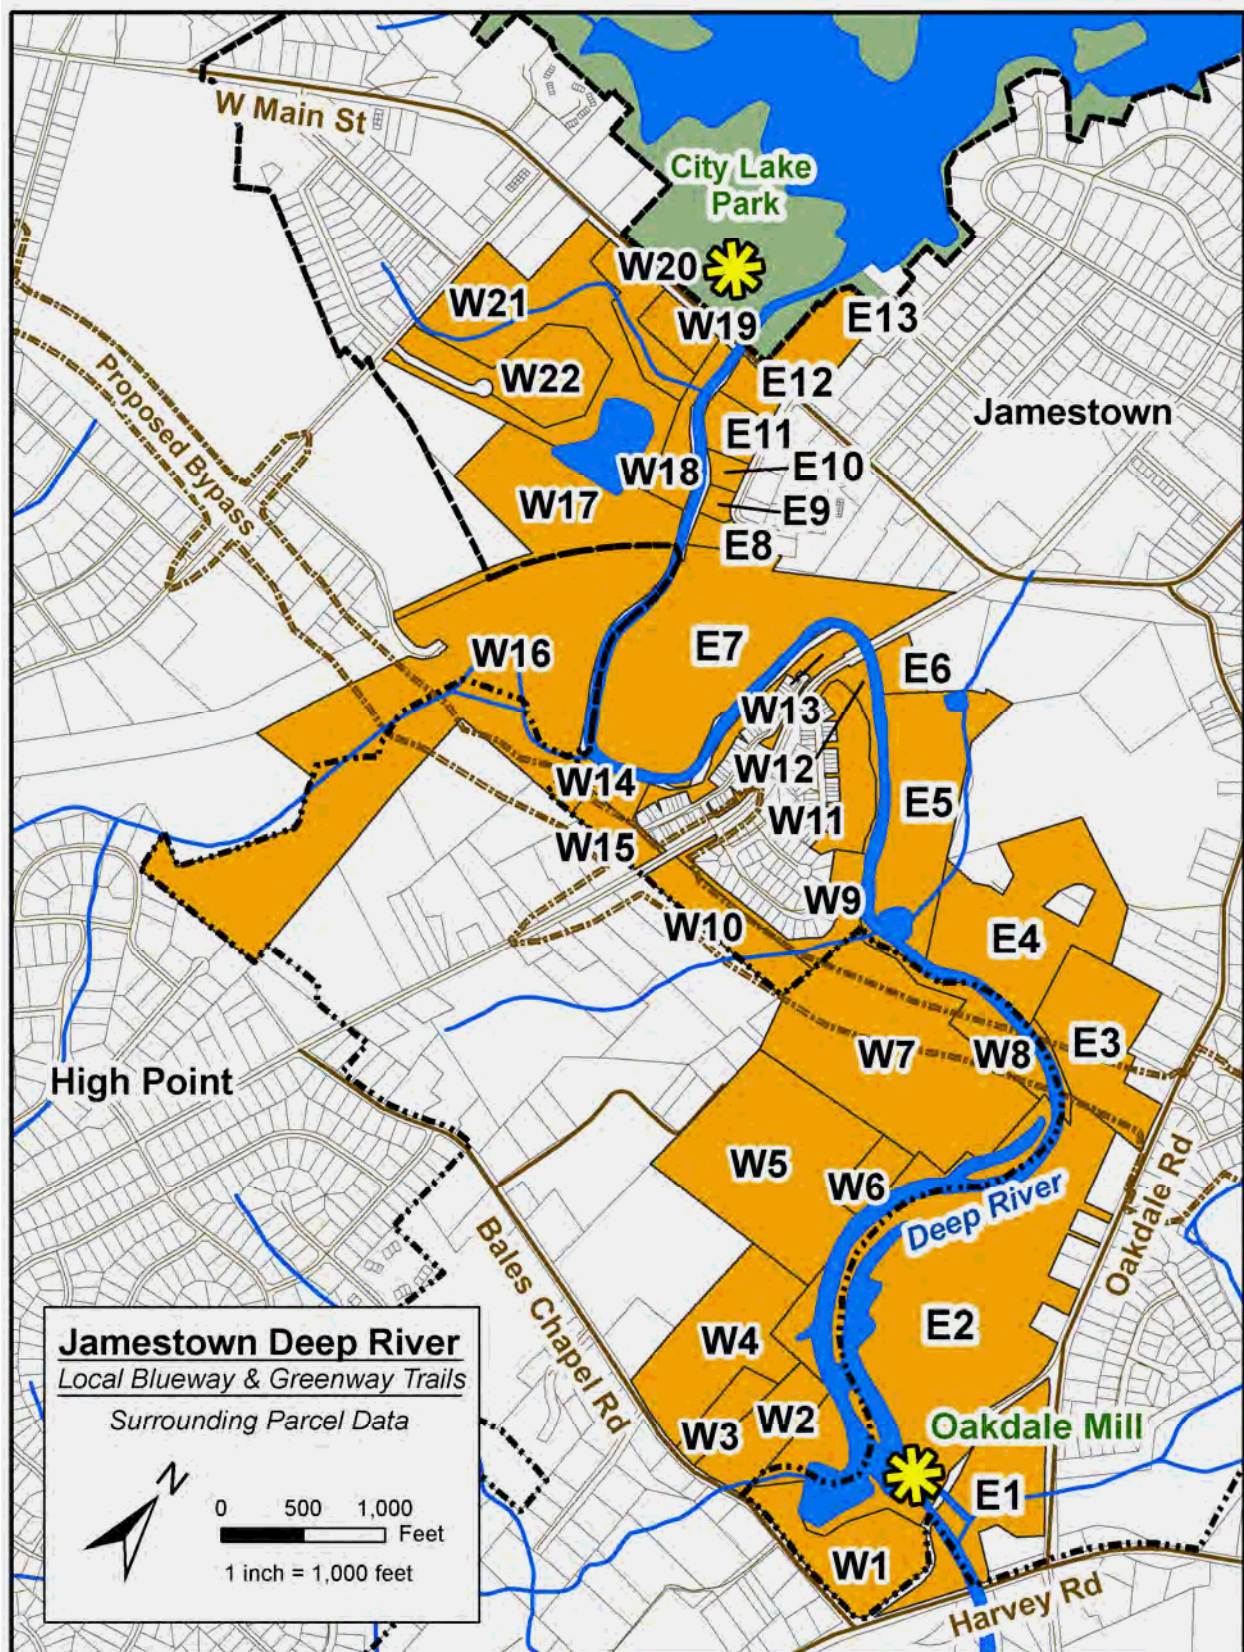 W Main St
City Lake
Park
W20
W21
W19
E13
W22
E12
Proposed Bypass
Jamestown
E11
W18
E10
W17
E9
E8
W16
E7
E6
W13
W14
W12
E5
W11
W15
W9
W10
E4
W7
W8
E3
High Point
W5
W6
Deep River
Oakdale Rd
Bales Chapel Rd
E2
W4
W2
W3
Oakdale Mill
E1
W1
Harvey Rd
Jamestown Deep River
Local Blueway & Greenway Trails
Surrounding Parcel Data
N
0 500 1,000
Feet
1 inch = 1,000 feet